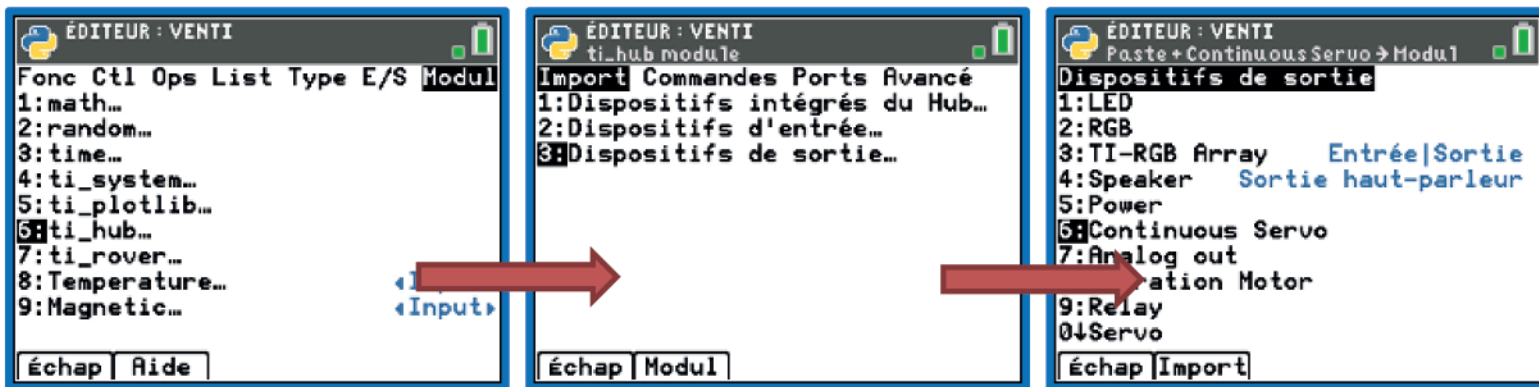 ÉDITEUR : VENTI
Fonc Ctl Ops List Type E/S Modul
1:math…
2:random…
3:time…
4:ti_system…
5:ti_plotlib…
6:ti_hub…
7:ti_rover…
8:Temperature…
9:Magnetic… ◂Input▸
Échap Aide
ÉDITEUR : VENTI
ti_hub module
Import Commandes Ports Avancé
1:Dispositifs intégrés du Hub…
2:Dispositifs d'entrée…
3:Dispositifs de sortie…
Échap Modul
ÉDITEUR : VENTI
Paste+Continuous Servo→Modul
Dispositifs de sortie
1:LED
2:RGB
3:TI-RGB Array Entrée|Sortie
4:Speaker Sortie haut-parleur
5:Power
6:Continuous Servo
7:Analog out
Motor
9:Relay
0↓Servo
Échap Import